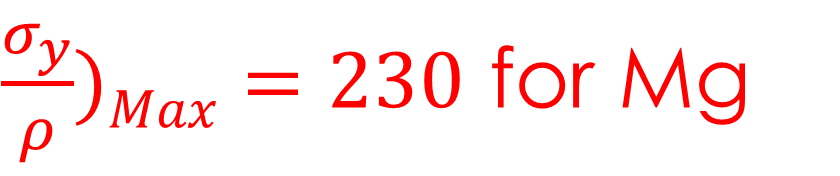 σy/ρ)Max = 230 for Mg